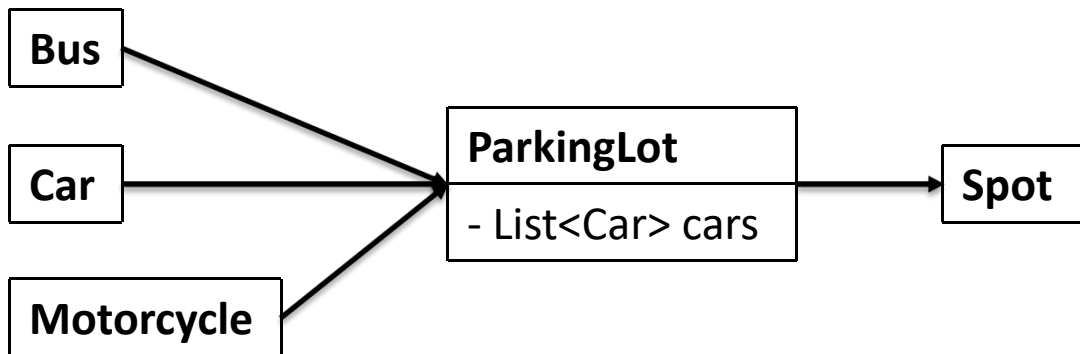 Bus
Car
Motorcycle
ParkingLot
- List<Car> cars
Spot